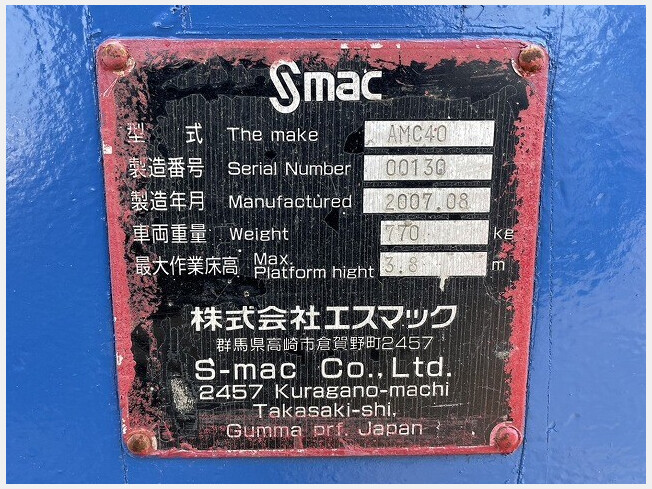 Smac
型式 The make AMC40
製造番号 Serial Number 00130
製造年月 Manufactured 2007.08
車両重量 Weight 770 kg
最大作業床高 Max. Platform hight 3.8 m
株式会社エスマック
群馬県高崎市倉賀野町2457
S-mac Co.,Ltd.
2457 Kuragano-machi
Takasaki-shi,
Gumma prf. Japan